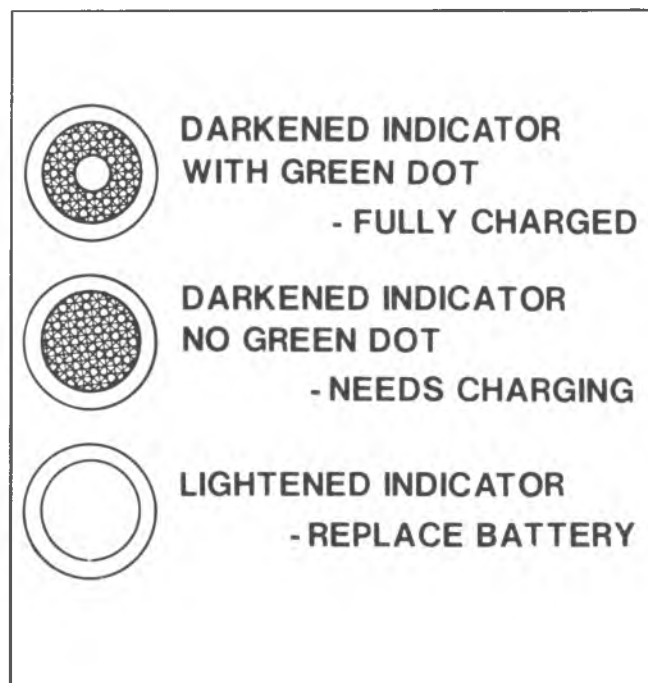 DARKENED INDICATOR
WITH GREEN DOT
- FULLY CHARGED
DARKENED INDICATOR
NO GREEN DOT
- NEEDS CHARGING
LIGHTENED INDICATOR
- REPLACE BATTERY